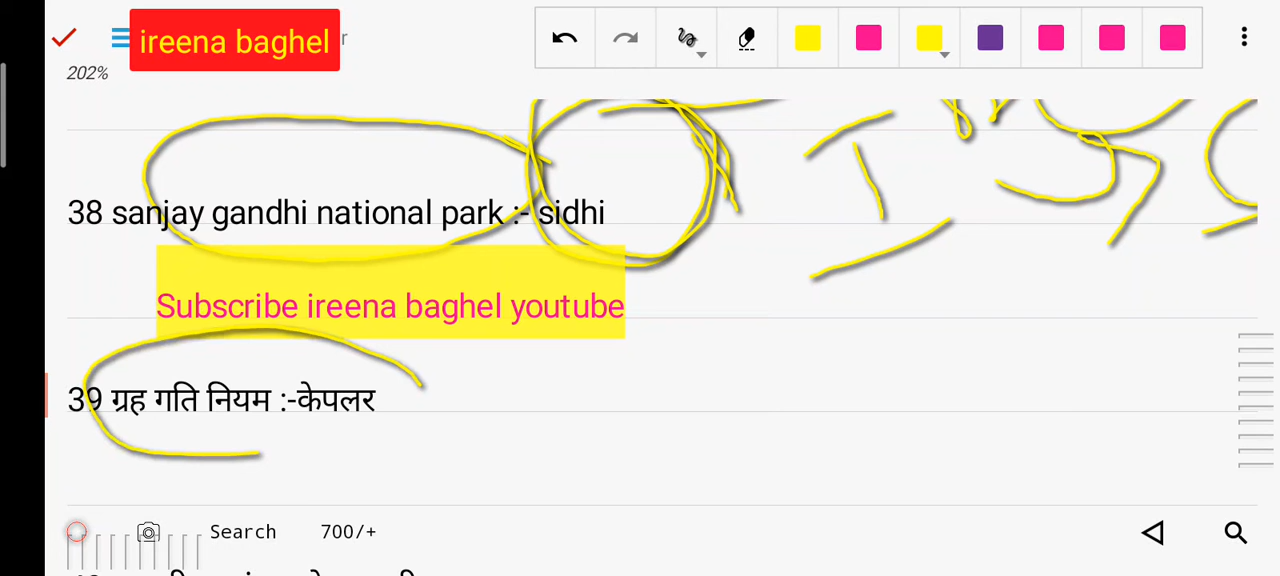 ireena baghel r
202%
38 sanjay gandhi national park :- sidhi
Subscribe ireena baghel youtube
39 ग्रह गति नियम :-केपलर
Search 700/+